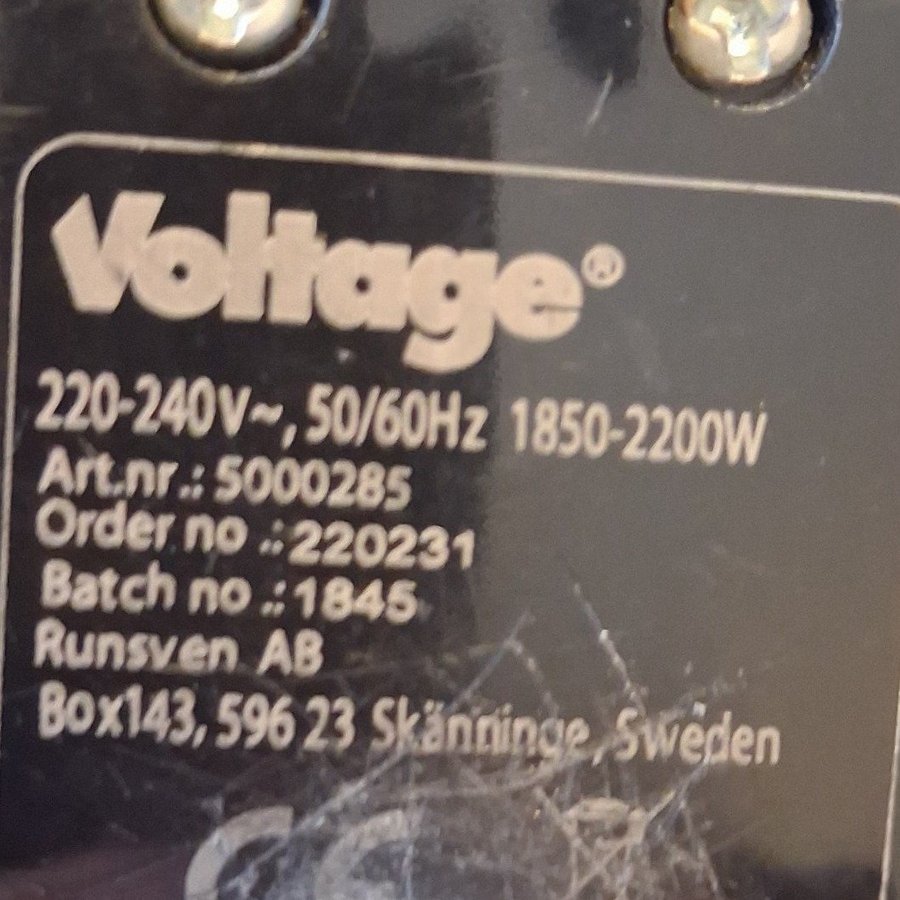 Voltage®
220-240V~, 50/60Hz 1850-2200W
Art.nr.: 5000285
Order no .: 220231
Batch no .: 1845
Runsven AB
Box143, 596 23 Skänninge, Sweden
CE